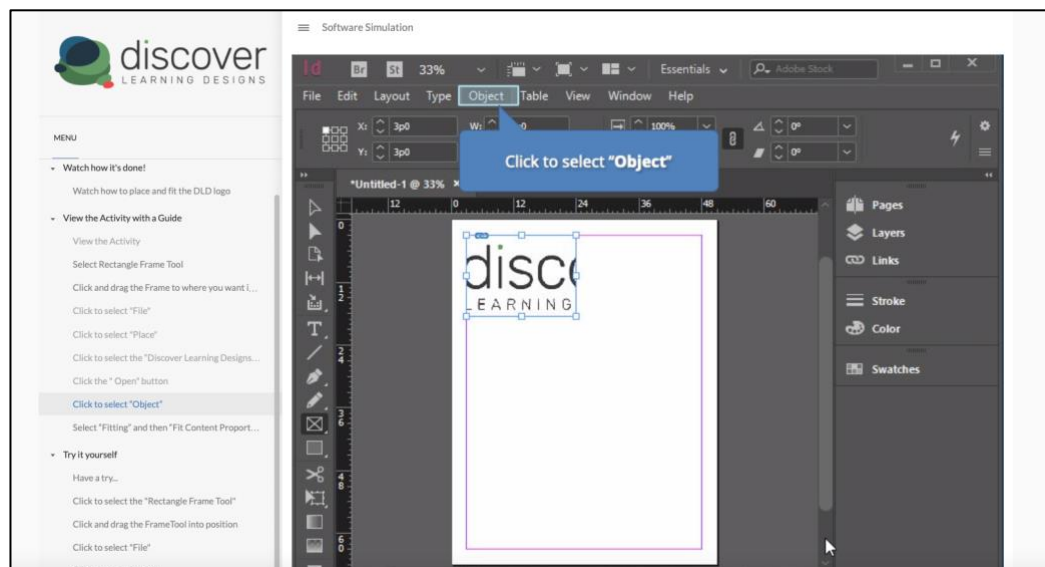 discover
LEARNING DESIGNS
MENU
Watch how it's done!
Watch how to place and fit the DLD logo
View the Activity with a Guide
View the Activity
Select Rectangle Frame Tool
Click and drag the Frame to where you want i...
Click to select "File"
Click to select "Place"
Click to select the "Discover Learning Designs...
Click the " Open" button
Click to select "Object"
Select "Fitting" and then "Fit Content Proport...
Try it yourself
Have a try...
Click to select the "Rectangle Frame Tool"
Click and drag the FrameTool into position
Click to select "File"
Software Simulation
Id Br St 33% Essentials Adobe Stock
File Edit Layout Type Object Table View Window Help
X: 3p0 W: 100% 0°
Y: 3p0 0°
Click to select "Object"
*Untitled-1 @ 33% ×
12 0 12 24 36 48 60
0
12
24
36
48
60
disc
LEARNING
Pages
Layers
Links
Stroke
Color
Swatches